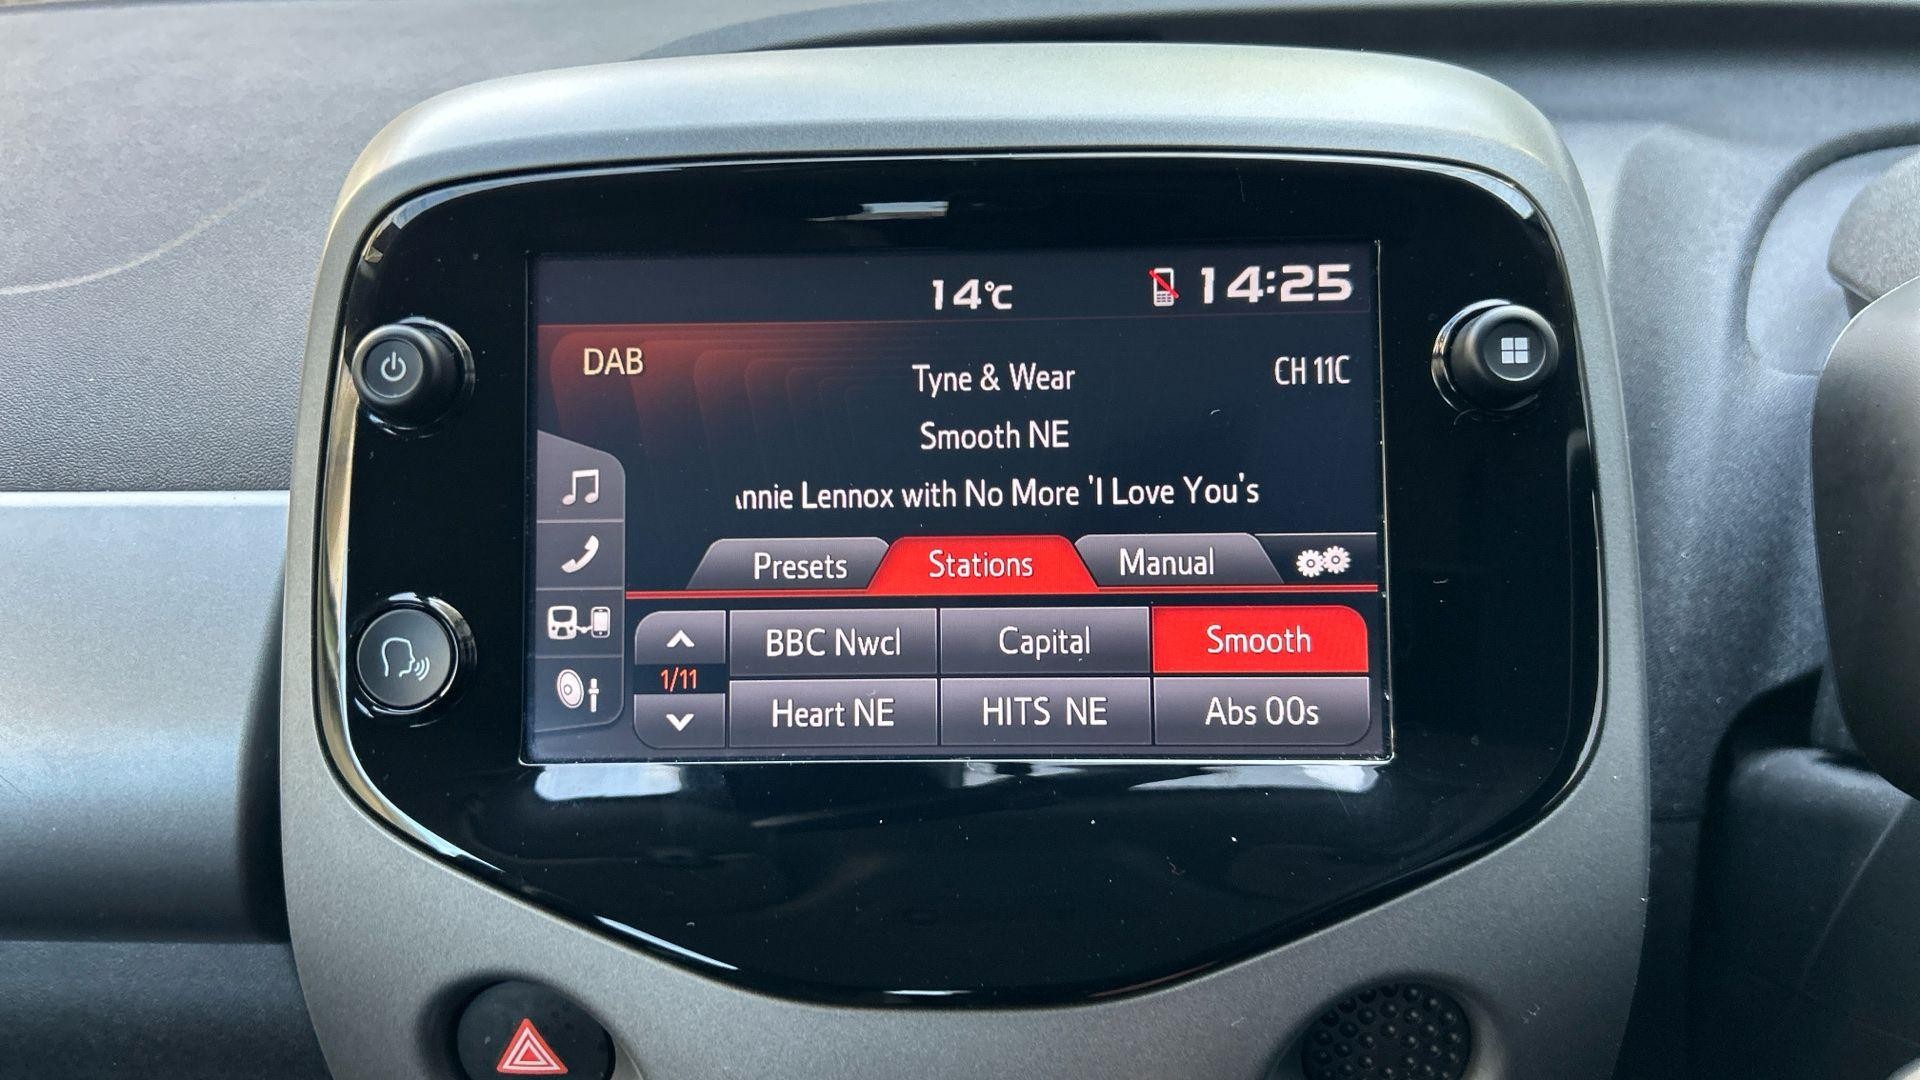 14°C 14:25
DAB Tyne & Wear CH 11C
Smooth NE
nnie Lennox with No More 'I Love You's
Presets Stations Manual
BBC Nwcl Capital Smooth
1/11
Heart NE HITS NE Abs 00s